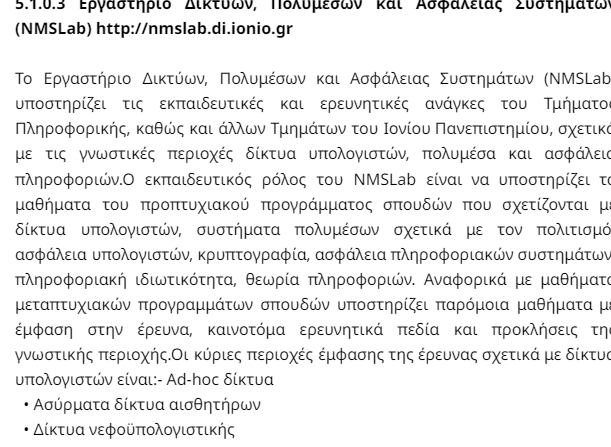 5.1.0.3 Εργαστήριο Δικτύων, Πολυμέσων και Ασφάλειας Συστημάτων
(NMSLab) http://nmslab.di.ionio.gr
Το Εργαστήριο Δικτύων, Πολυμέσων και Ασφάλειας Συστημάτων (NMSLab
υποστηρίζει τις εκπαιδευτικές και ερευνητικές ανάγκες του Τμήματος
Πληροφορικής, καθώς και άλλων Τμημάτων του Ιονίου Πανεπιστημίου, σχετικά
με τις γνωστικές περιοχές δίκτυα υπολογιστών, πολυμέσα και ασφάλεια
πληροφοριών.Ο εκπαιδευτικός ρόλος του NMSLab είναι να υποστηρίζει τα
μαθήματα του προπτυχιακού προγράμματος σπουδών που σχετίζονται με
δίκτυα υπολογιστών, συστήματα πολυμέσων σχετικά με τον πολιτισμό,
ασφάλεια υπολογιστών, κρυπτογραφία, ασφάλεια πληροφοριακών συστημάτων,
πληροφοριακή ιδιωτικότητα, θεωρία πληροφοριών. Αναφορικά με μαθήματα
μεταπτυχιακών προγραμμάτων σπουδών υποστηρίζει παρόμοια μαθήματα με
έμφαση στην έρευνα, καινοτόμα ερευνητικά πεδία και προκλήσεις της
γνωστικής περιοχής.Οι κύριες περιοχές έμφασης της έρευνας σχετικά με δίκτυα
υπολογιστών είναι:- Ad-hoc δίκτυα
• Ασύρματα δίκτυα αισθητήρων
• Δίκτυα νεφοϋπολογιστικής